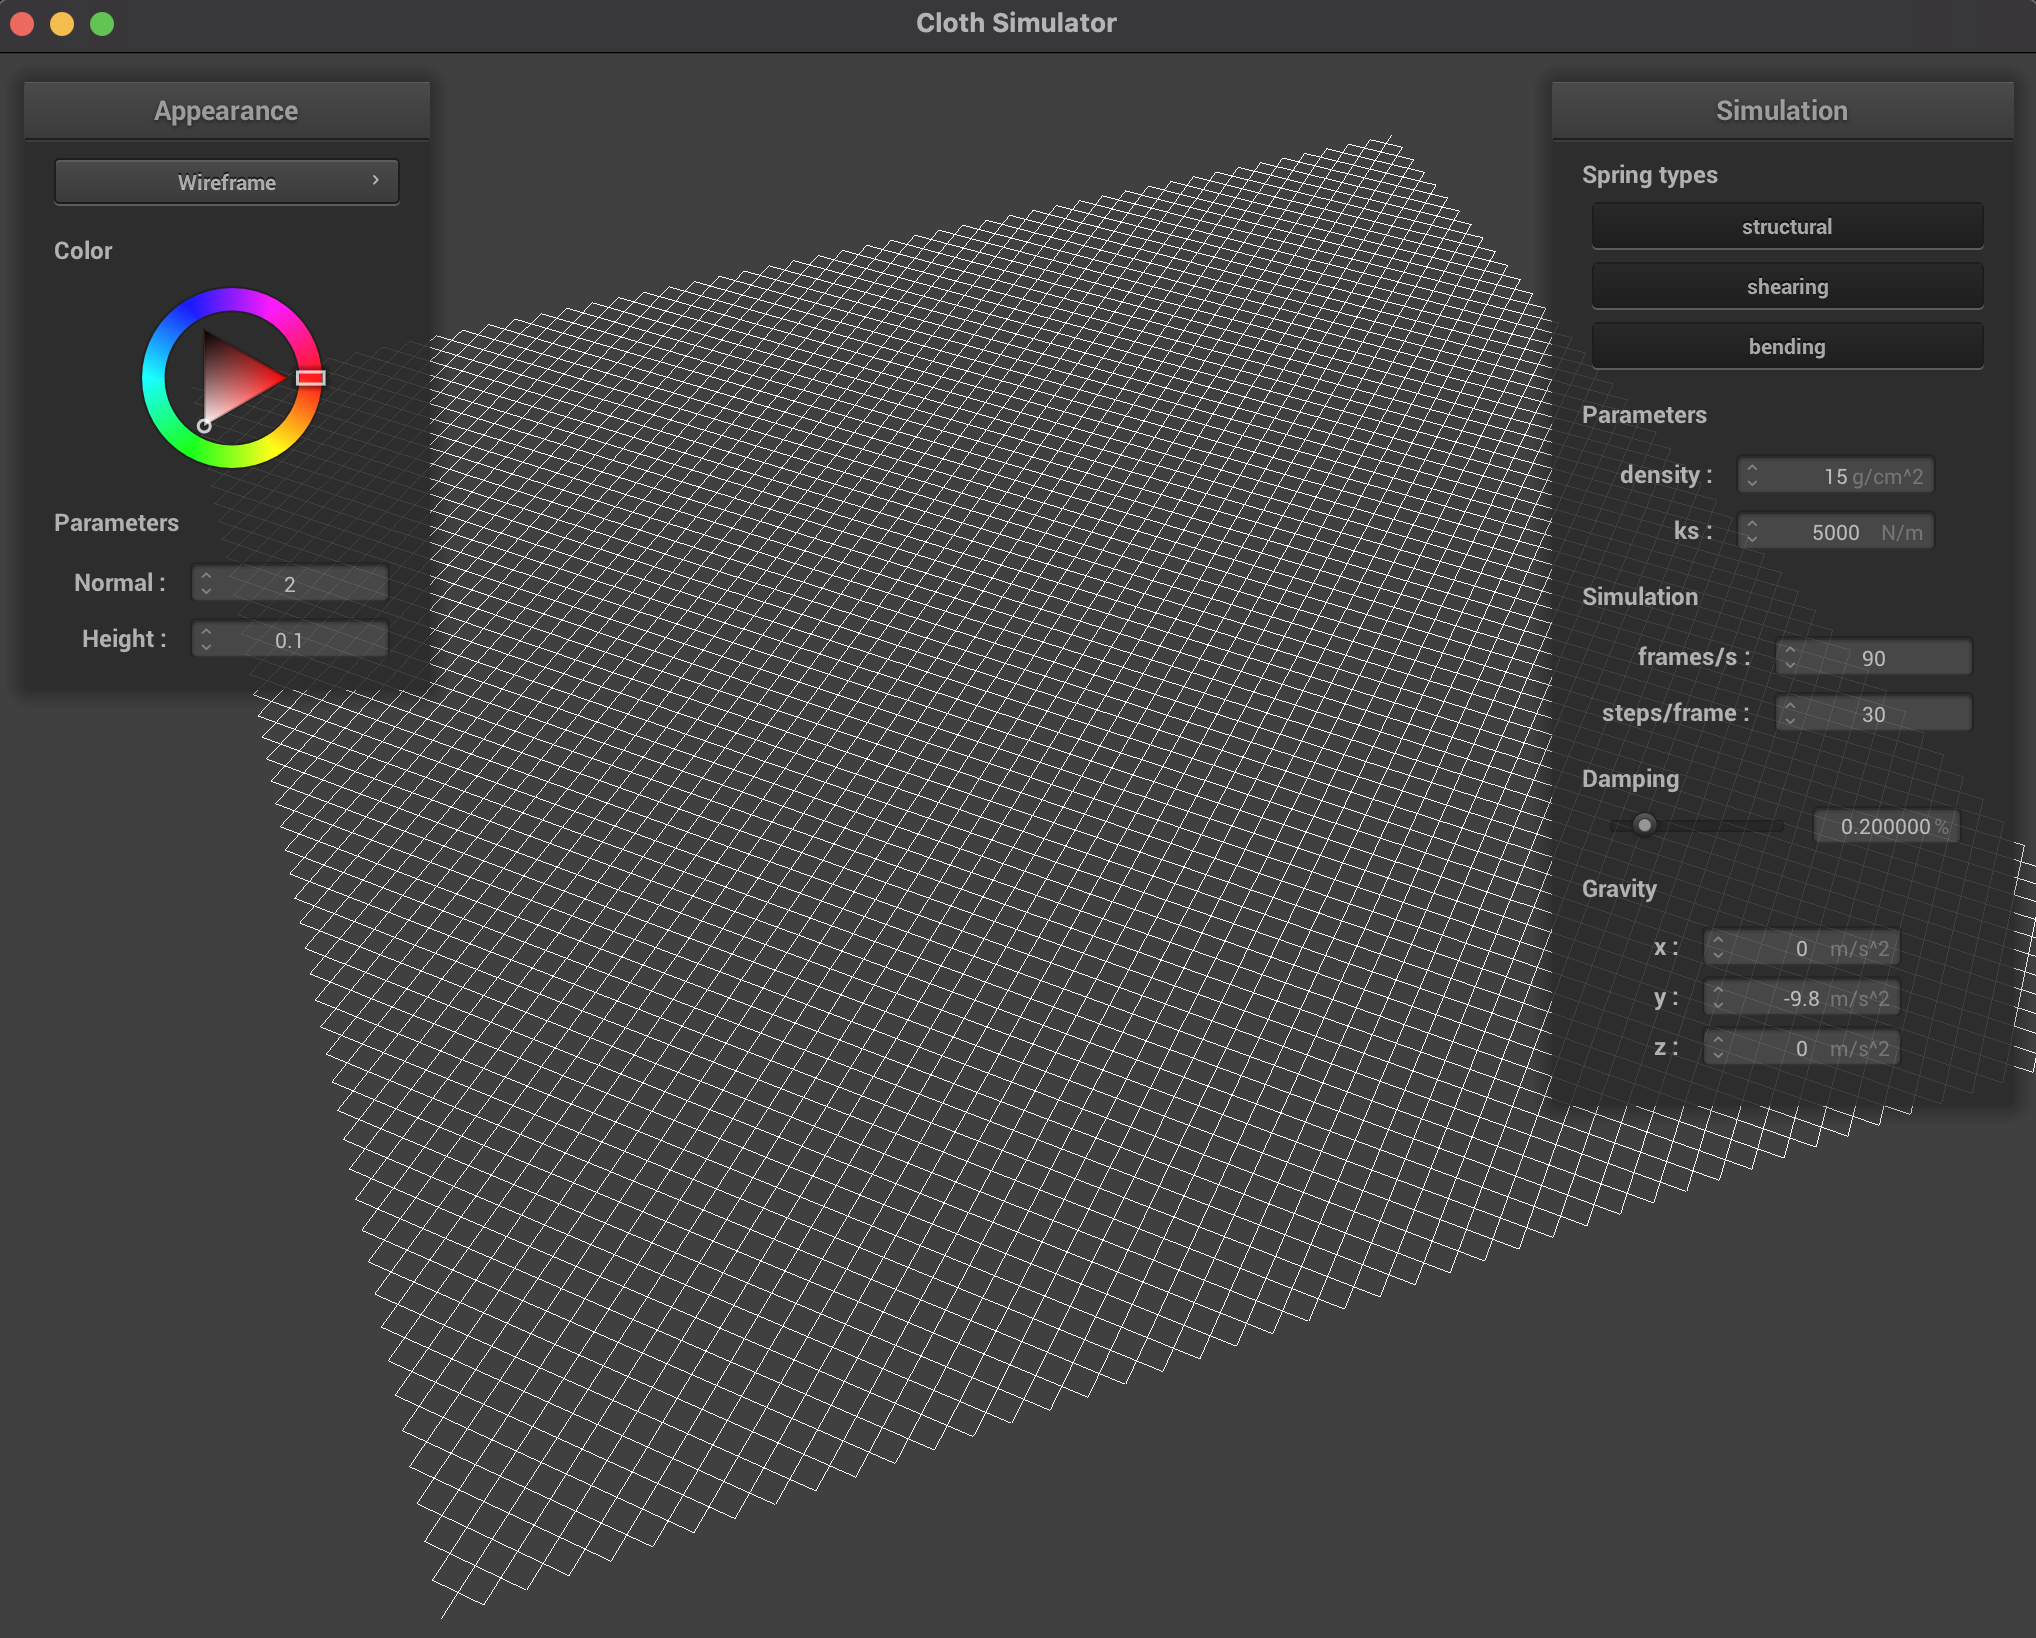 Cloth Simulator
Appearance
Wireframe
Color
Parameters
Normal : 2
Height : 0.1
Simulation
Spring types
structural
shearing
bending
Parameters
density : 15 g/cm^2
ks : 5000 N/m
Simulation
frames/s : 90
steps/frame : 30
Damping
0.200000 %
Gravity
x : 0 m/s^2
y : -9.8 m/s^2
z : 0 m/s^2